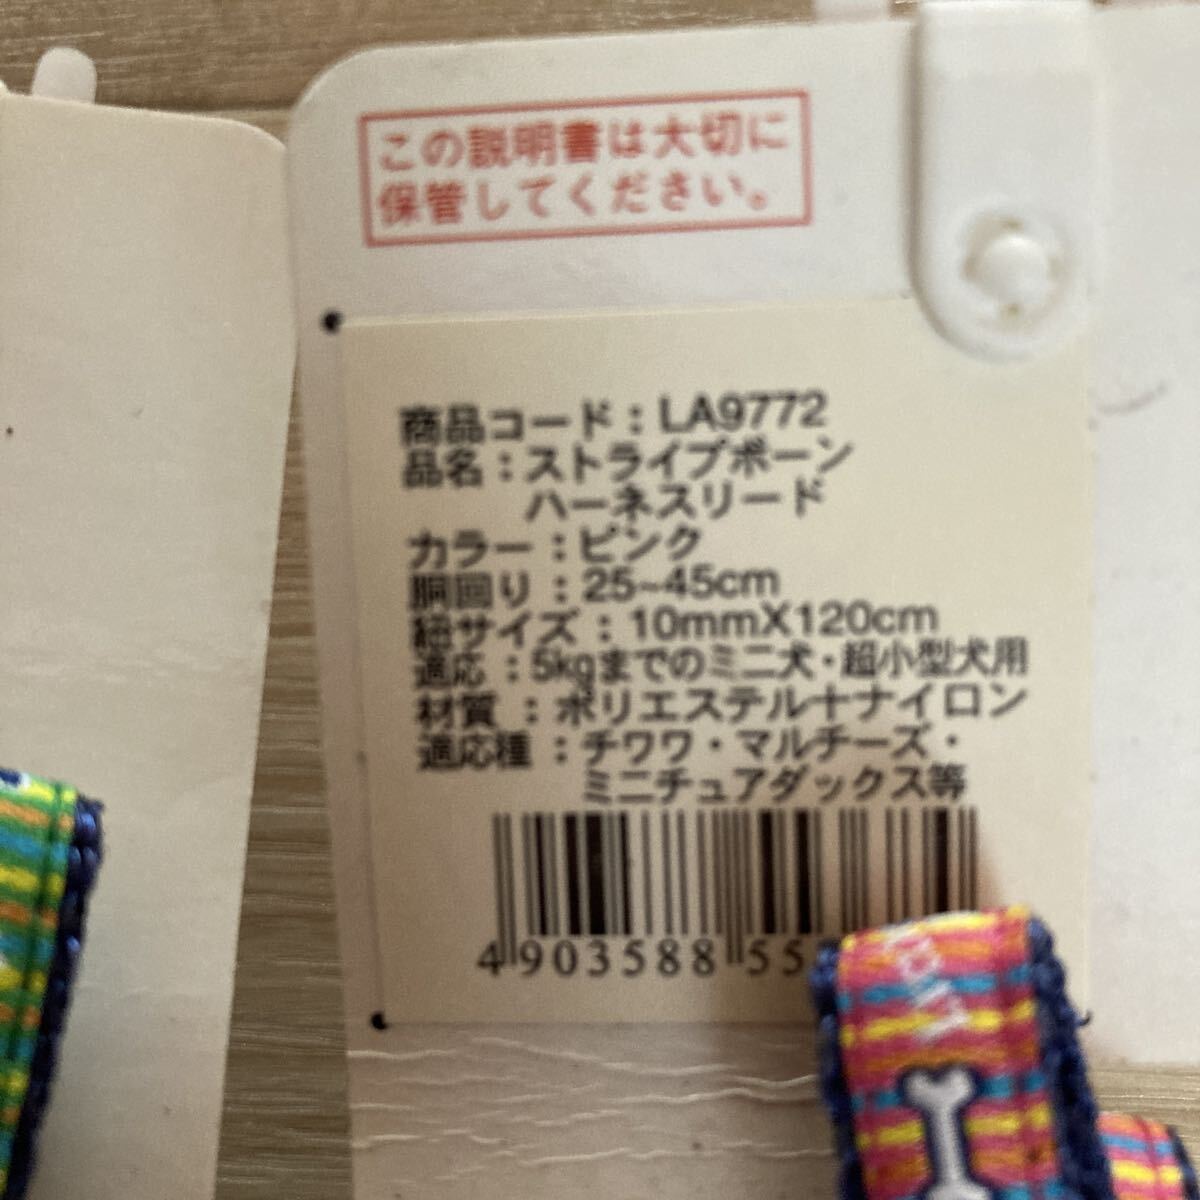 この説明書は大切に
保管してください。
商品コード：LA9772
品名：ストライプボーン
ハーネスリード
カラー：ピンク
胴回り：25~45cm
紐サイズ：10mmX120cm
適応：5kgまでのミニ犬・超小型犬用
材質：ポリエステル＋ナイロン
適応種：チワワ・マルチーズ・
ミニチュアダックス等
4 903588 55